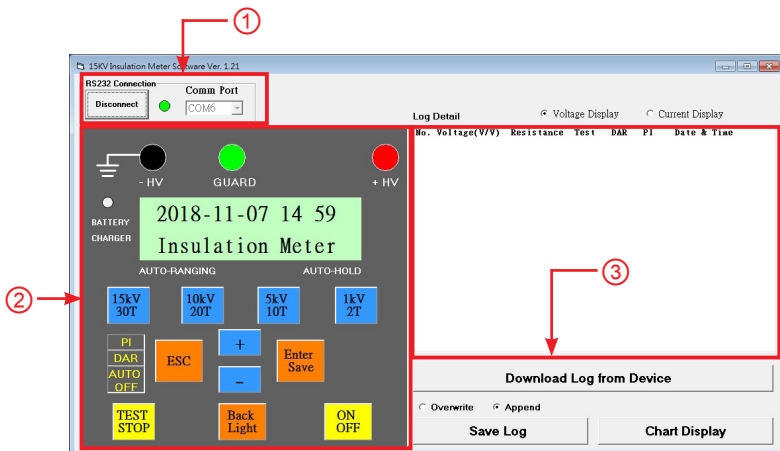 ①
15KV Insulation Meter Software Ver. 1.21
RS232 Connection
Comm Port
Disconnect
COM6
Log Detail
Voltage Display
Current Display
No. Voltage(V/V) Resistance Test DAR PI Date & Time
- HV
GUARD
+ HV
BATTERY
CHARGER
2018-11-07 14 59
Insulation Meter
AUTO-RANGING
AUTO-HOLD
②
③
15kV
30T
10kV
20T
5kV
10T
1kV
2T
PI
DAR
AUTO
OFF
ESC
+
−
Enter
Save
TEST
STOP
Back
Light
ON
OFF
Download Log from Device
Overwrite
Append
Save Log
Chart Display